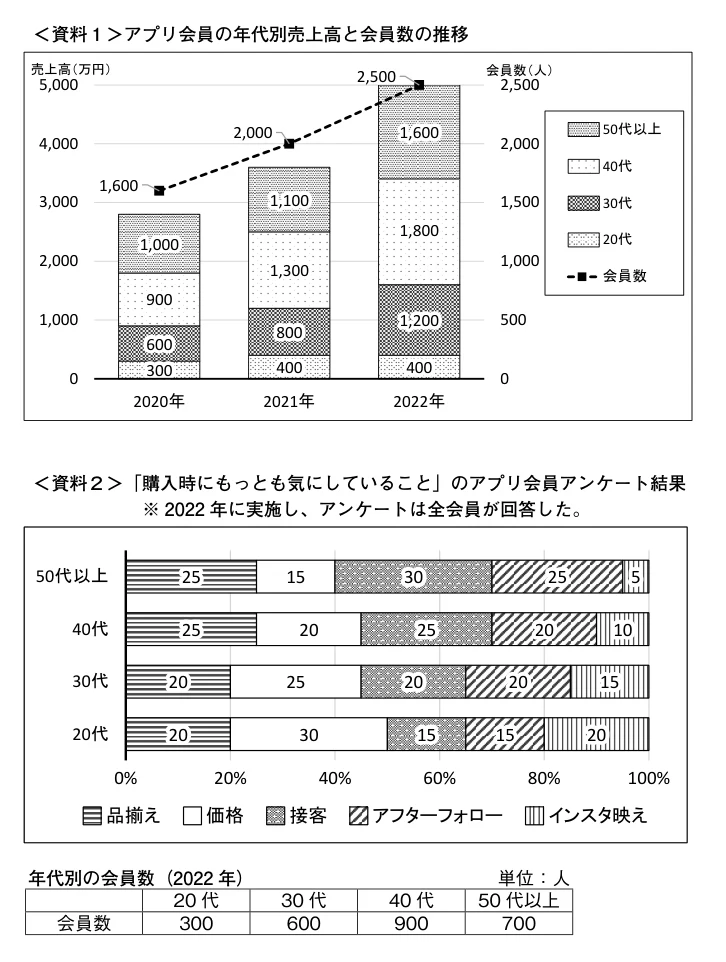 ＜資料１＞アプリ会員の年代別売上高と会員数の推移
売上高（万円）
会員数（人）
5,000
4,000
3,000
2,000
1,000
0
2,500
2,000
1,500
1,000
500
0
1,600
2,000
2,500
1,000
900
600
300
1,100
1,300
800
400
1,600
1,800
1,200
400
2020年
2021年
2022年
50代以上
40代
30代
20代
会員数
＜資料２＞「購入時にもっとも気にしていること」のアプリ会員アンケート結果
※ 2022 年に実施し、アンケートは全会員が回答した。
50代以上 25 15 30 25 5
40代 25 20 25 20 10
30代 20 25 20 20 15
20代 20 30 15 15 20
0% 20% 40% 60% 80% 100%
品揃え 価格 接客 アフターフォロー インスタ映え
年代別の会員数（2022 年） 単位：人
20 代 30 代 40 代 50 代以上
会員数 300 600 900 700